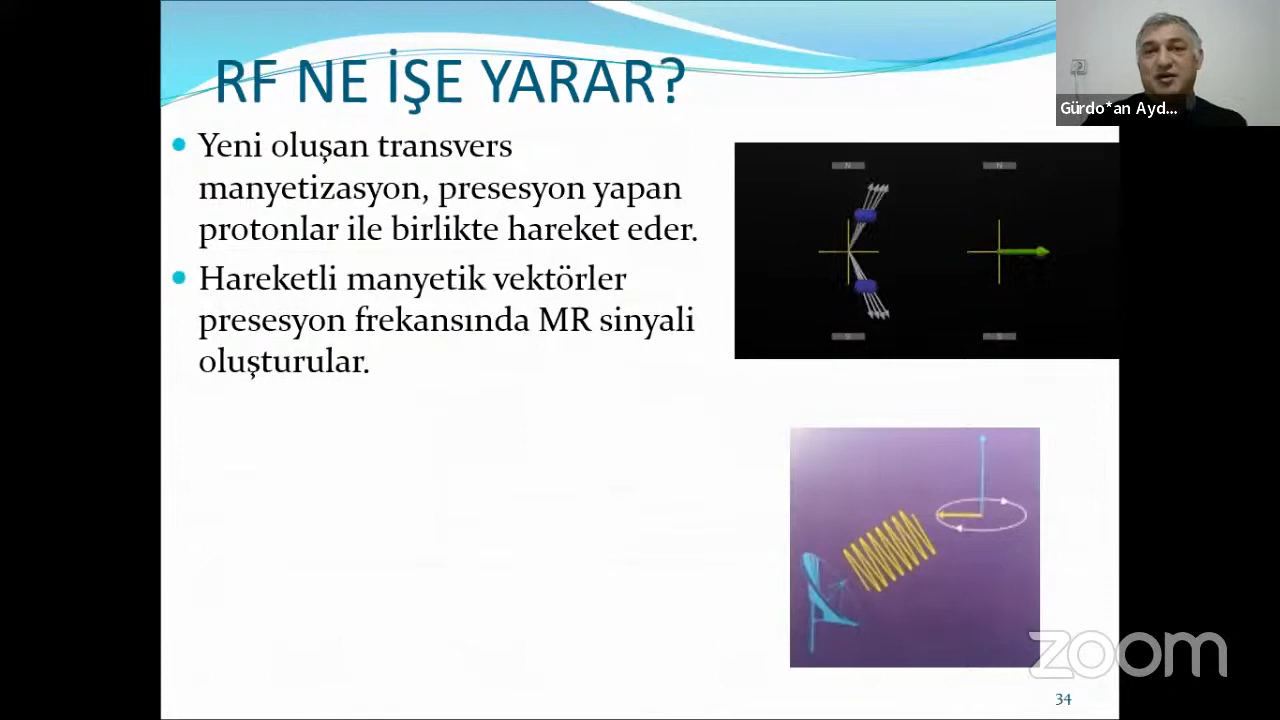 RF NE İŞE YARAR?
Yeni oluşan transvers
manyetizasyon, presesyon yapan
protonlar ile birlikte hareket eder.
Hareketli manyetik vektörler
presesyon frekansında MR sinyali
oluşturular.
Gürdo*an Ayd...
N
N
S
S
zoom
34